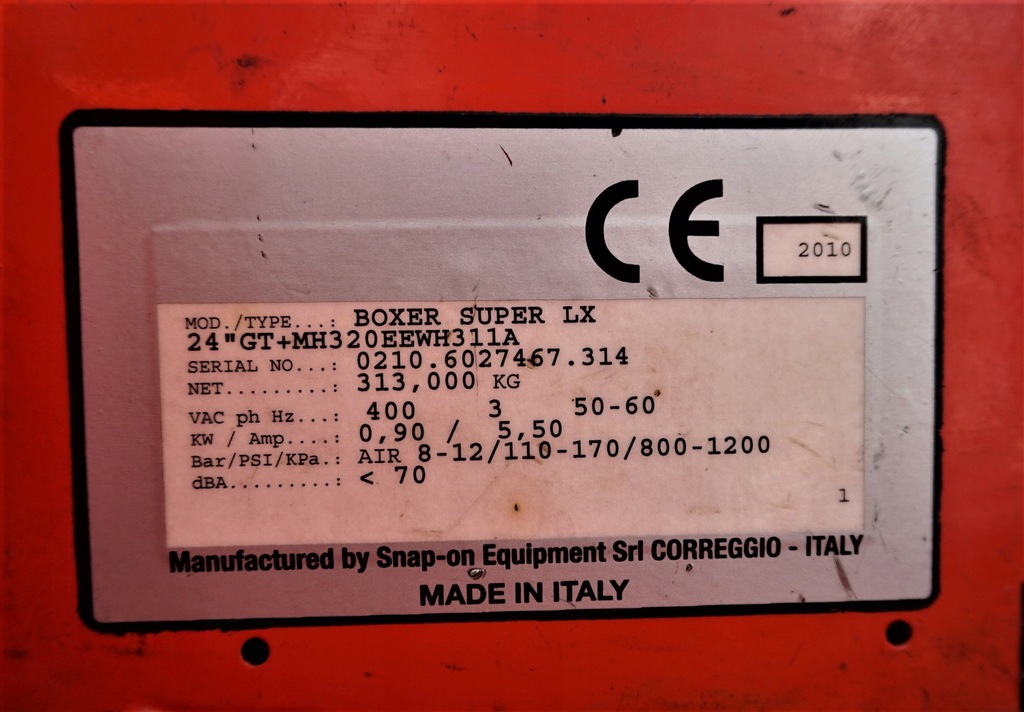 CE
2010
MOD./TYPE...: BOXER SUPER LX
24"GT+MH320EEWH311A
SERIAL NO...: 0210.6027467.314
NET.........: 313,000 KG
VAC ph Hz...: 400 3 50-60
KW / Amp....: 0,90 / 5,50
Bar/PSI/KPa.: AIR 8-12/110-170/800-1200
dBA.........: < 70
1
Manufactured by Snap-on Equipment Srl CORREGGIO - ITALY
MADE IN ITALY